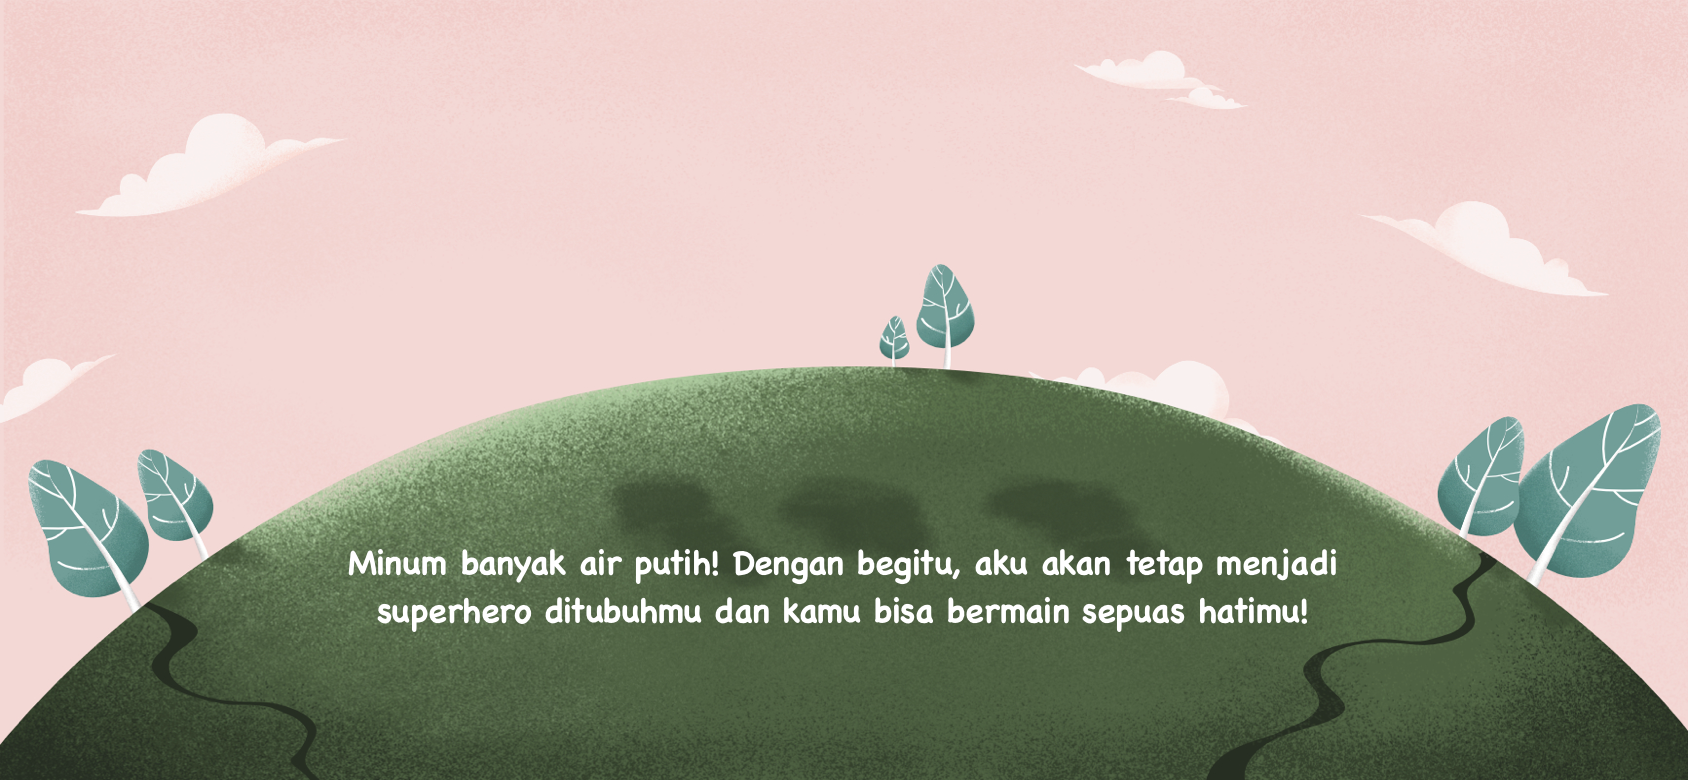 Minum banyak air putih! Dengan begitu, aku akan tetap menjadi
superhero ditubuhmu dan kamu bisa bermain sepuas hatimu!